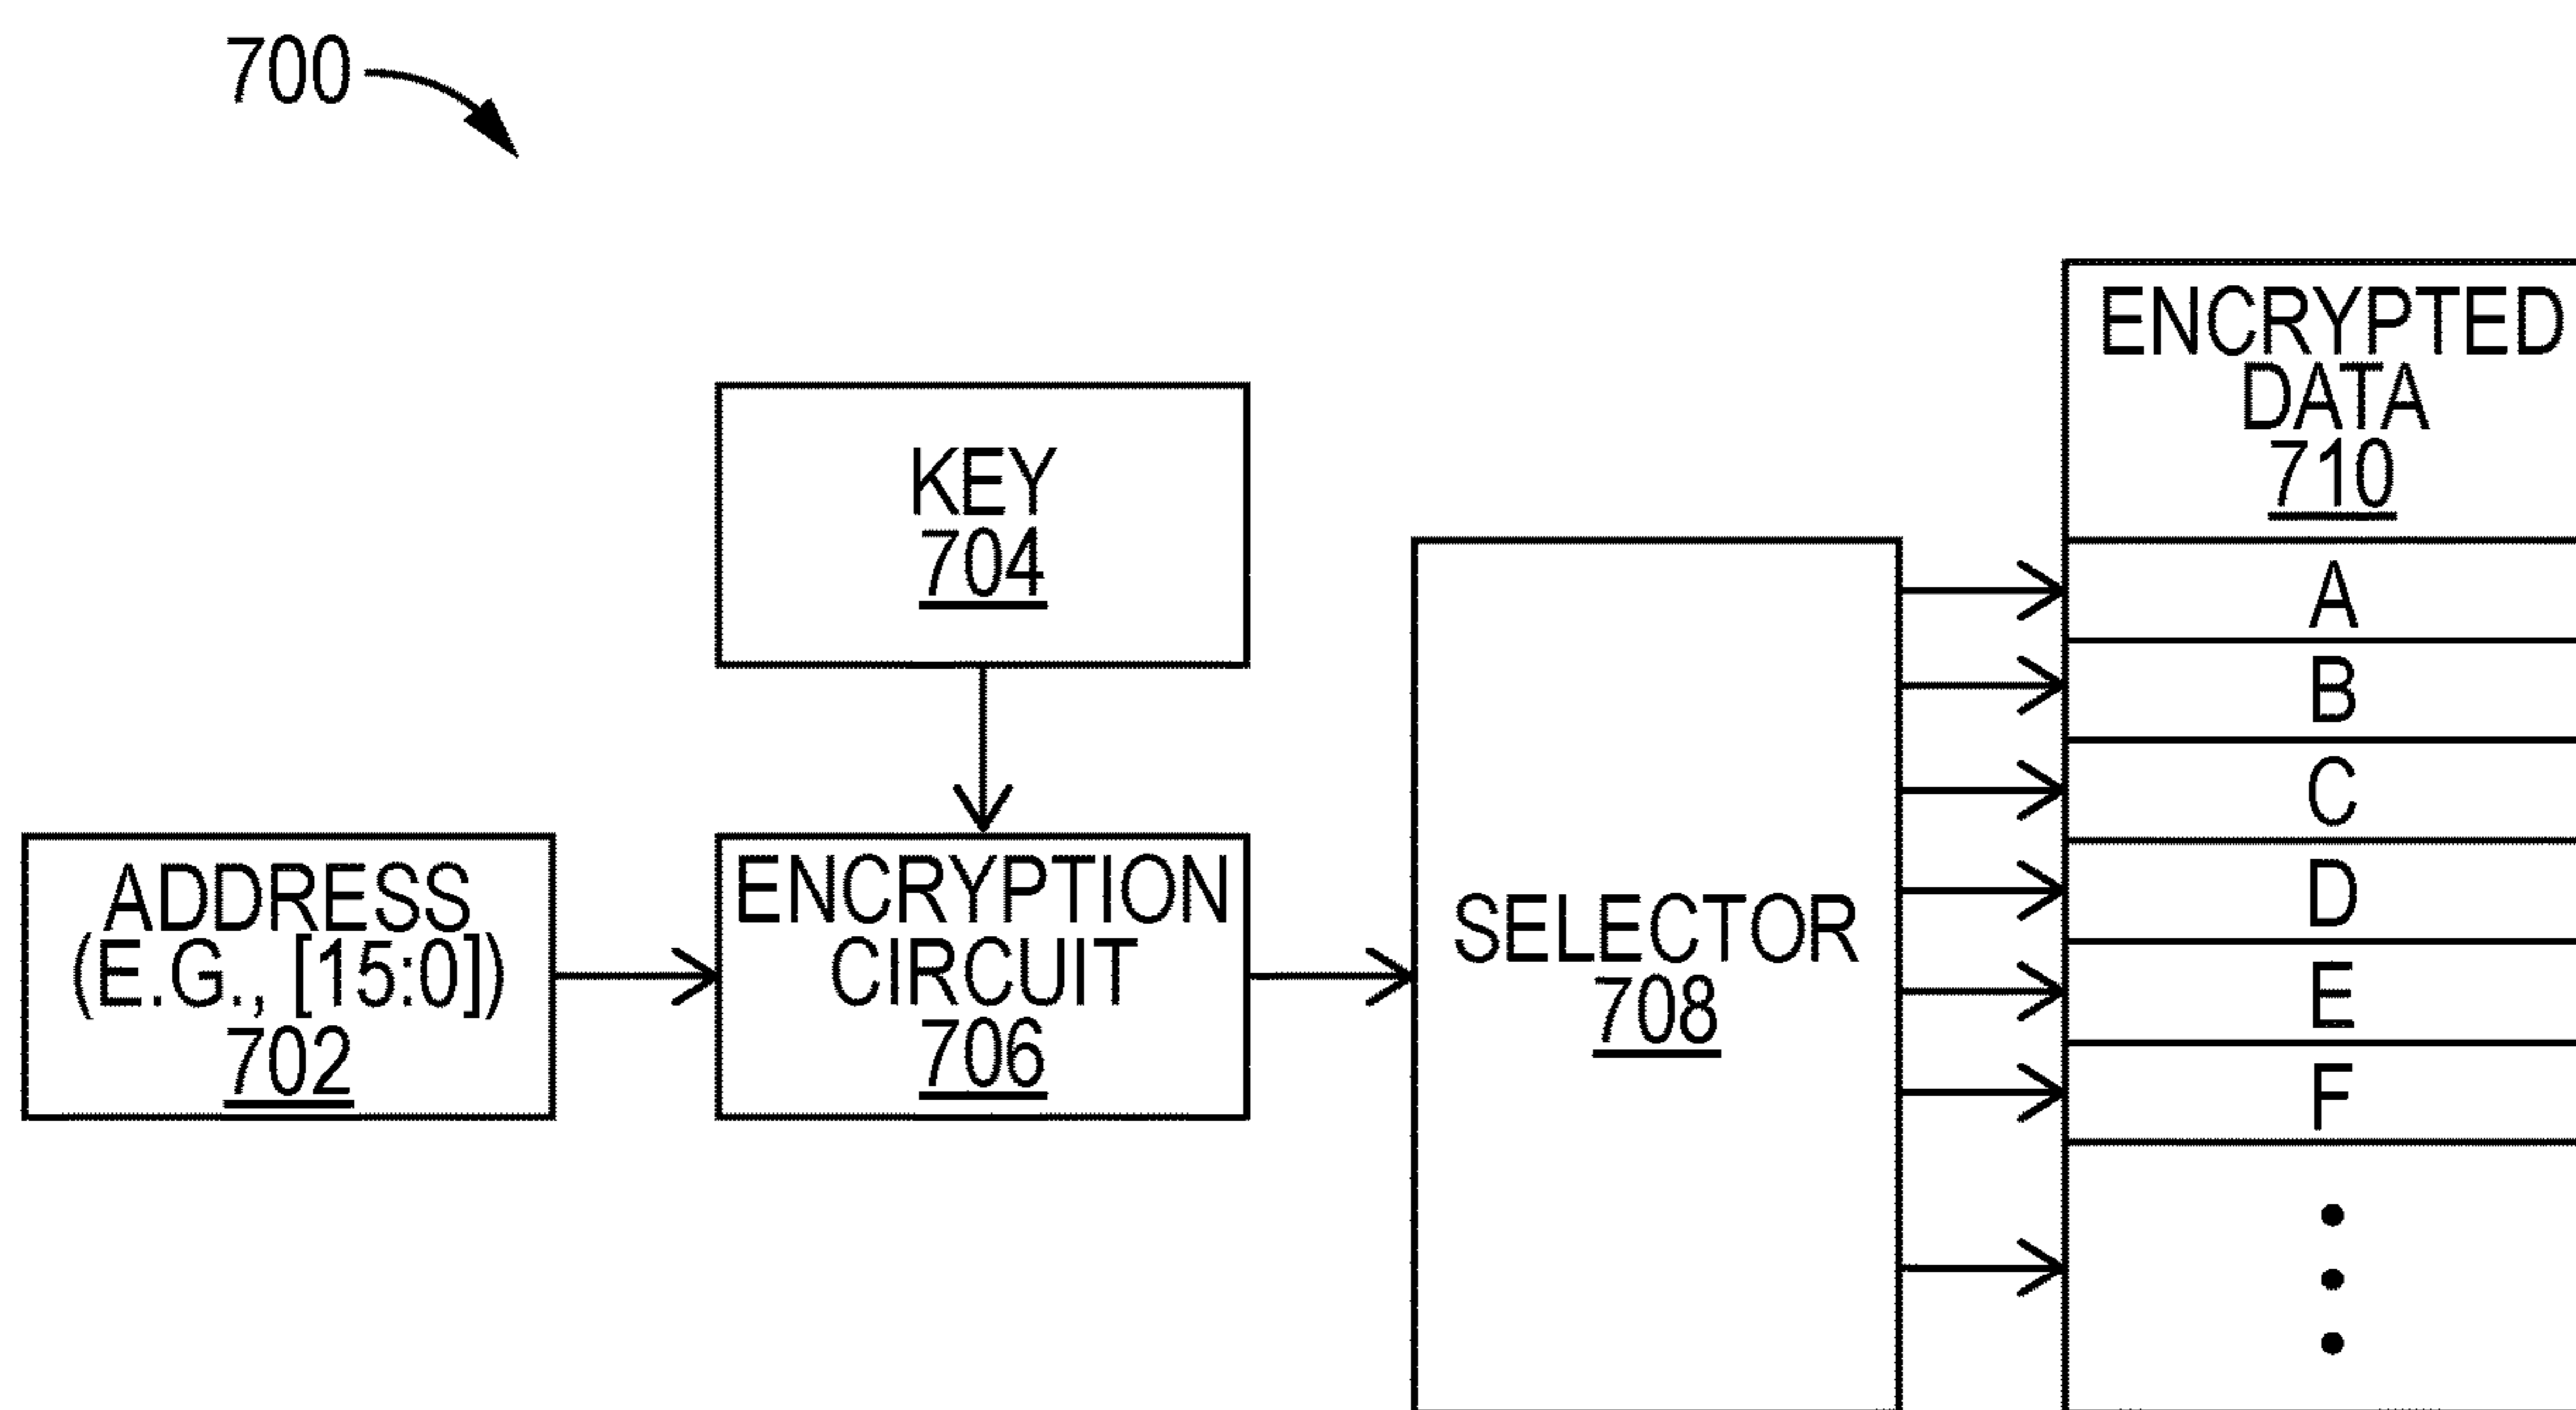 700
ENCRYPTED
DATA
710
KEY
704
A
B
C
D
E
F
ADDRESS
(E.G., [15:0])
702
ENCRYPTION
CIRCUIT
706
SELECTOR
708